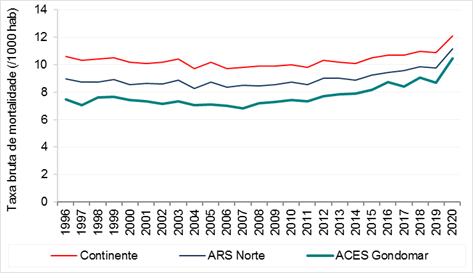 Taxa bruta de mortalidade (/1000 hab)
14
12
10
8
6
4
2
0
1996 1997 1998 1999 2000 2001 2002 2003 2004 2005 2006 2007 2008 2009 2010 2011 2012 2013 2014 2015 2016 2017 2018 2019 2020
Continente ARS Norte ACES Gondomar